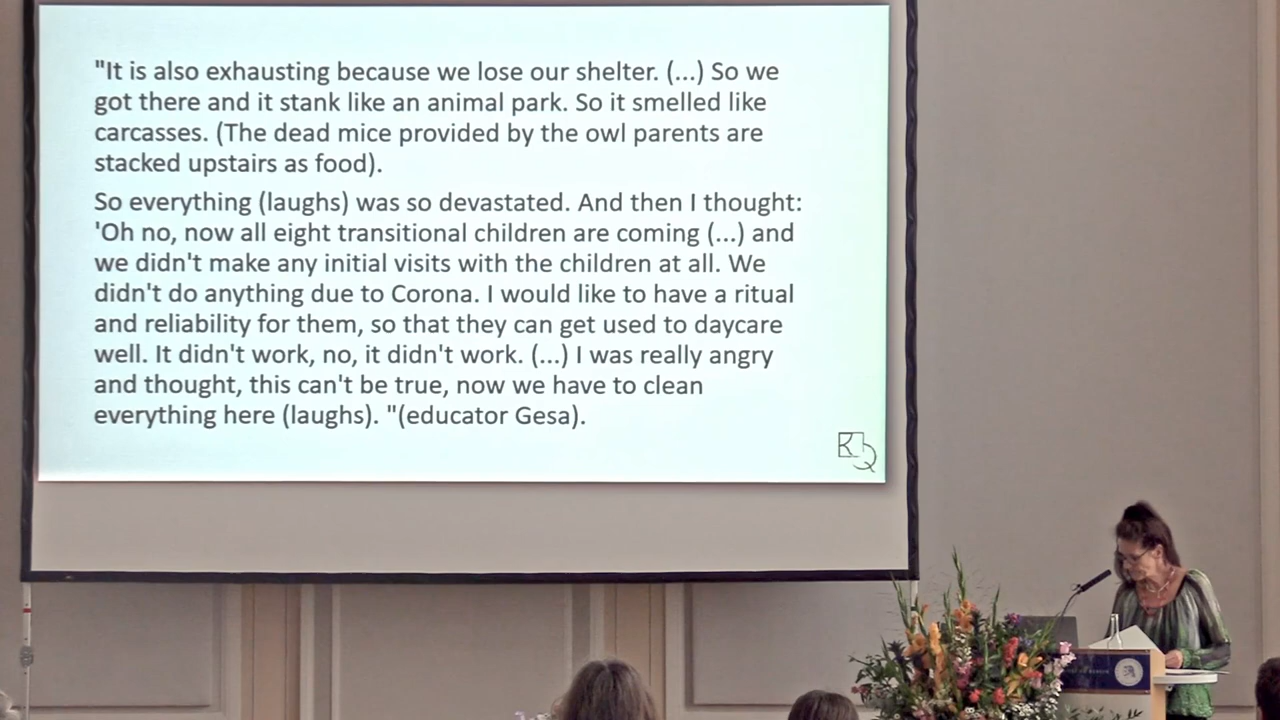 "It is also exhausting because we lose our shelter. (...) So we
got there and it stank like an animal park. So it smelled like
carcasses. (The dead mice provided by the owl parents are
stacked upstairs as food).
So everything (laughs) was so devastated. And then I thought:
'Oh no, now all eight transitional children are coming (...) and
we didn't make any initial visits with the children at all. We
didn't do anything due to Corona. I would like to have a ritual
and reliability for them, so that they can get used to daycare
well. It didn't work, no, it didn't work. (...) I was really angry
and thought, this can't be true, now we have to clean
everything here (laughs). "(educator Gesa).